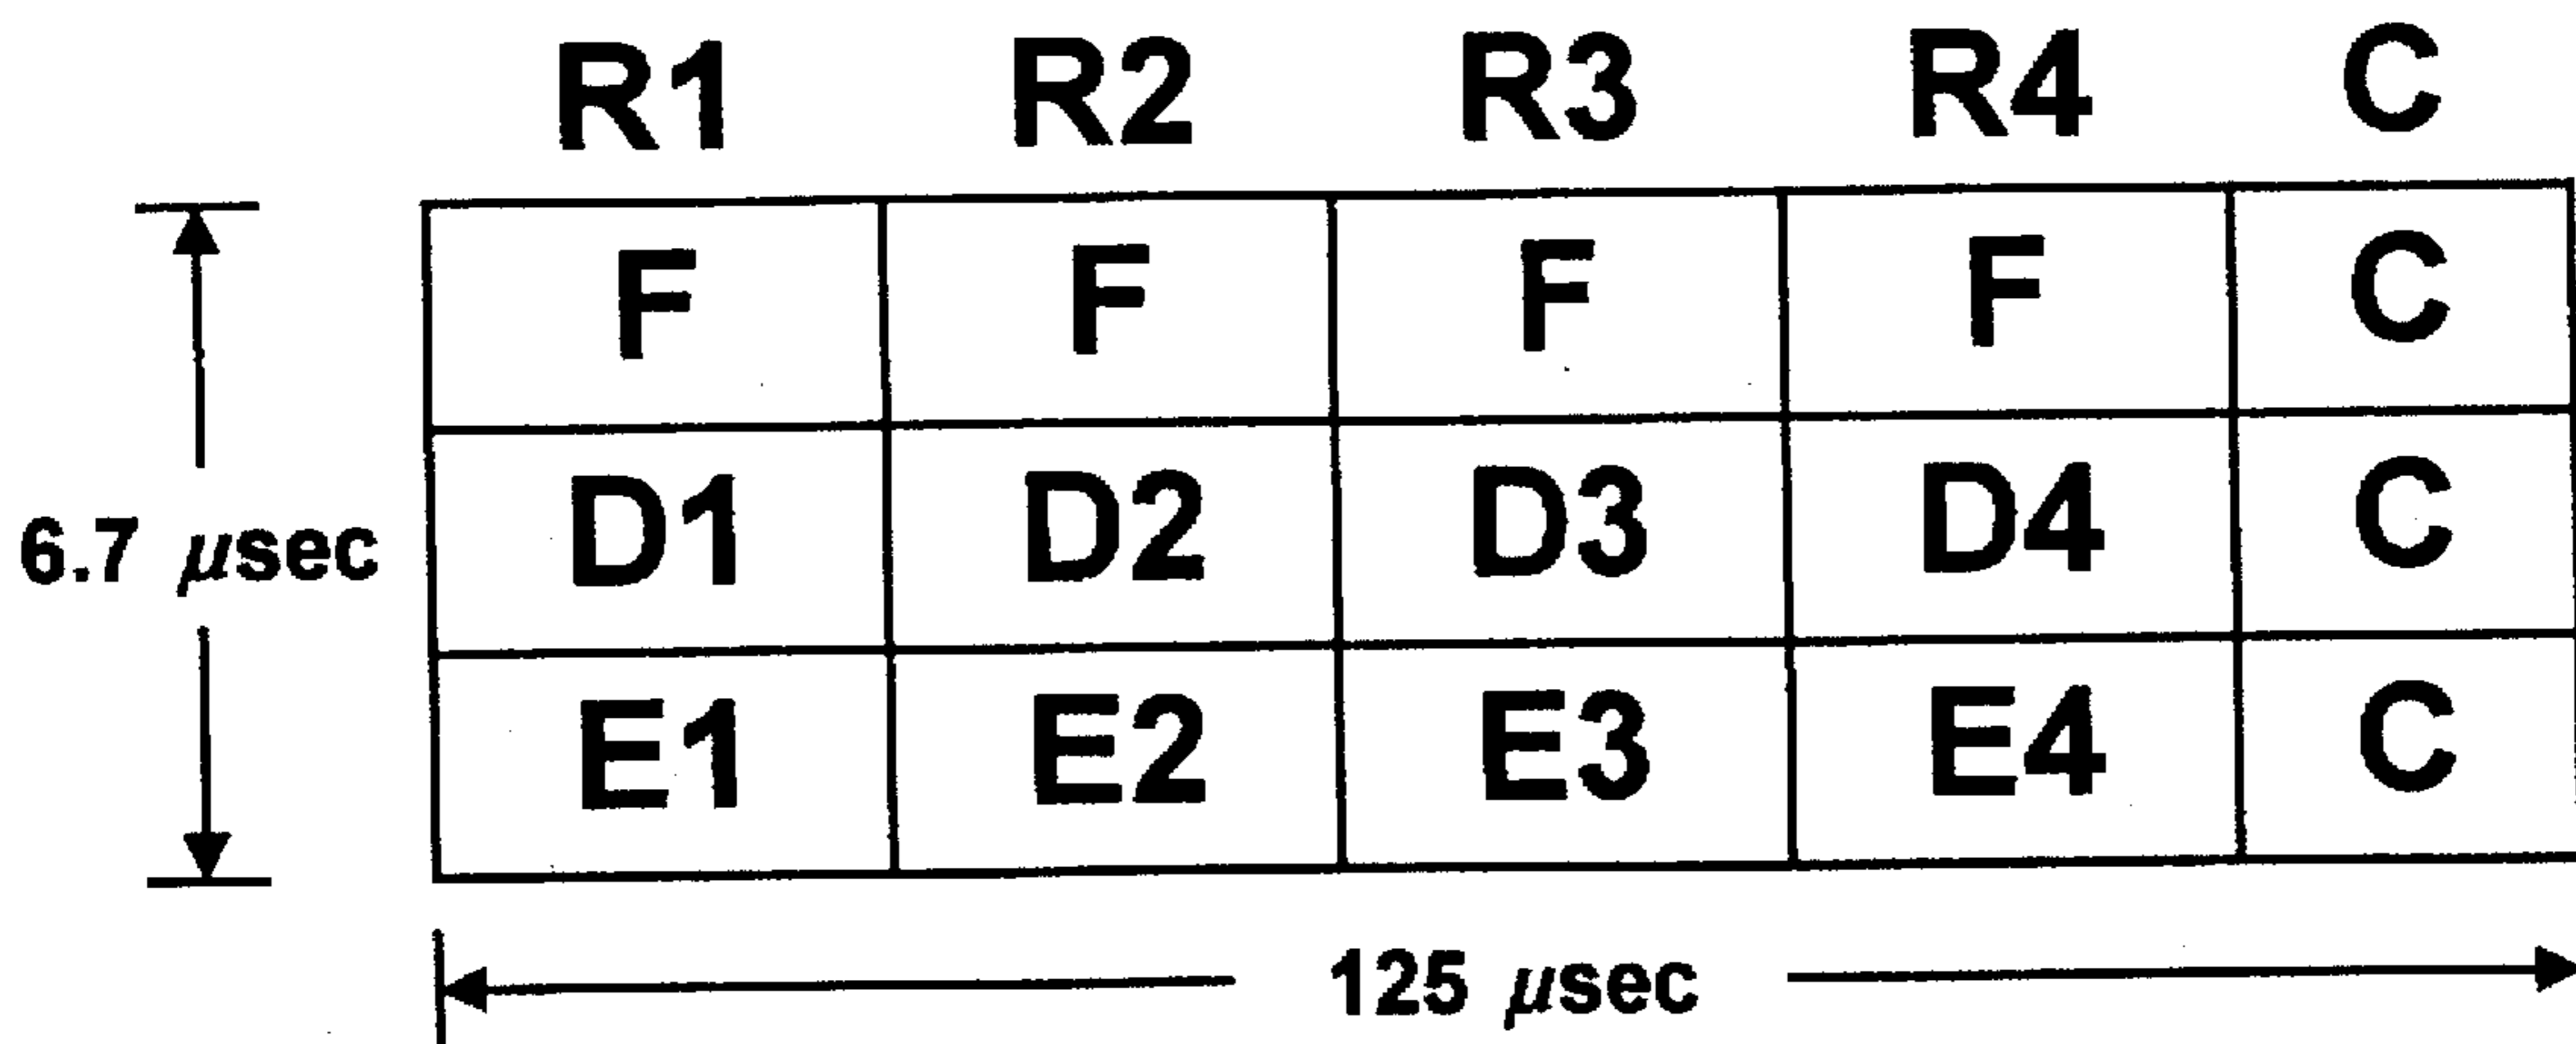 R1 R2 R3 R4 C
F F F F C
D1 D2 D3 D4 C
6.7 μsec
E1 E2 E3 E4 C
125 μsec